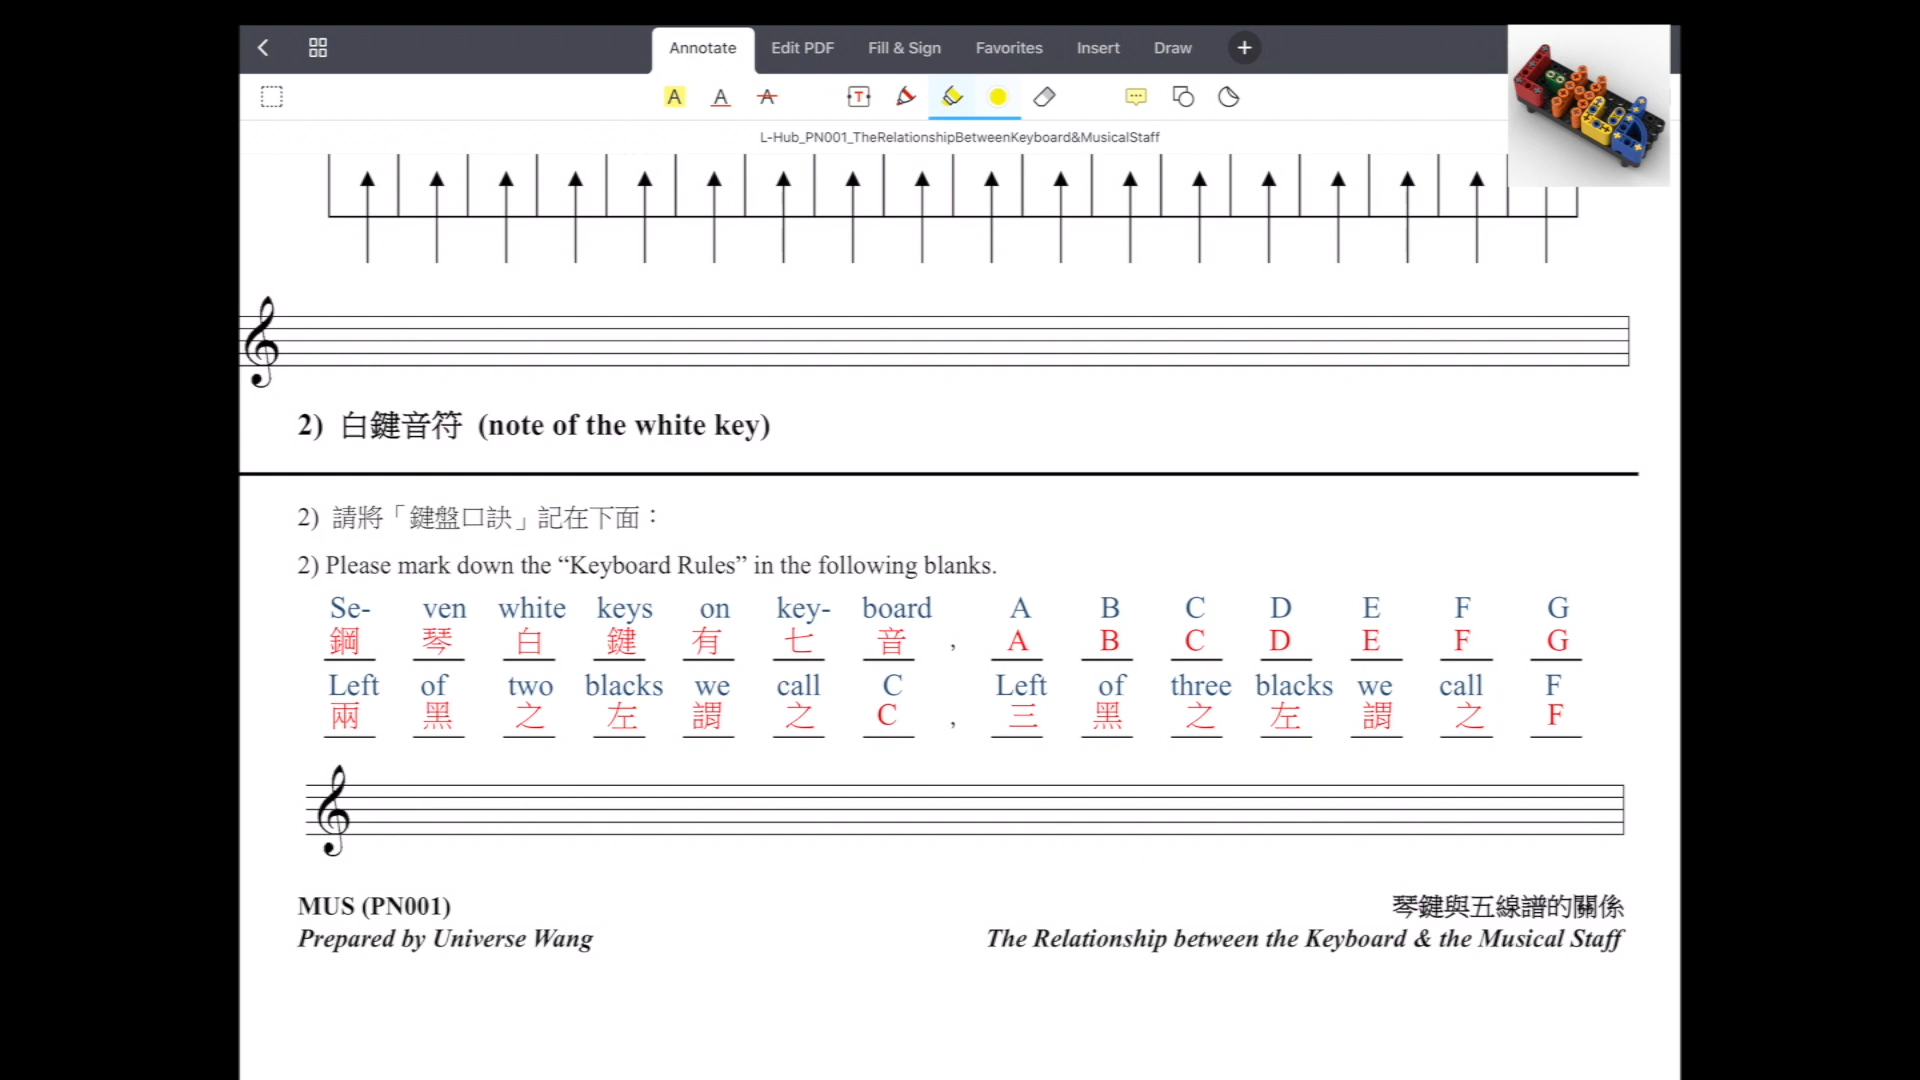 Annotate Edit PDF Fill & Sign Favorites Insert Draw
L-Hub_PN001_TheRelationshipBetweenKeyboard&MusicalStaff
2) 白鍵音符 (note of the white key)
2) 請將「鍵盤口訣」記在下面：
2) Please mark down the “Keyboard Rules” in the following blanks.
Se- ven white keys on key- board A B C D E F G
鋼 琴 白 鍵 有 七 音 , A B C D E F G
Left of two blacks we call C Left of three blacks we call F
兩 黑 之 左 謂 之 C , 三 黑 之 左 謂 之 F
MUS (PN001) 琴鍵與五線譜的關係
Prepared by Universe Wang The Relationship between the Keyboard & the Musical Staff